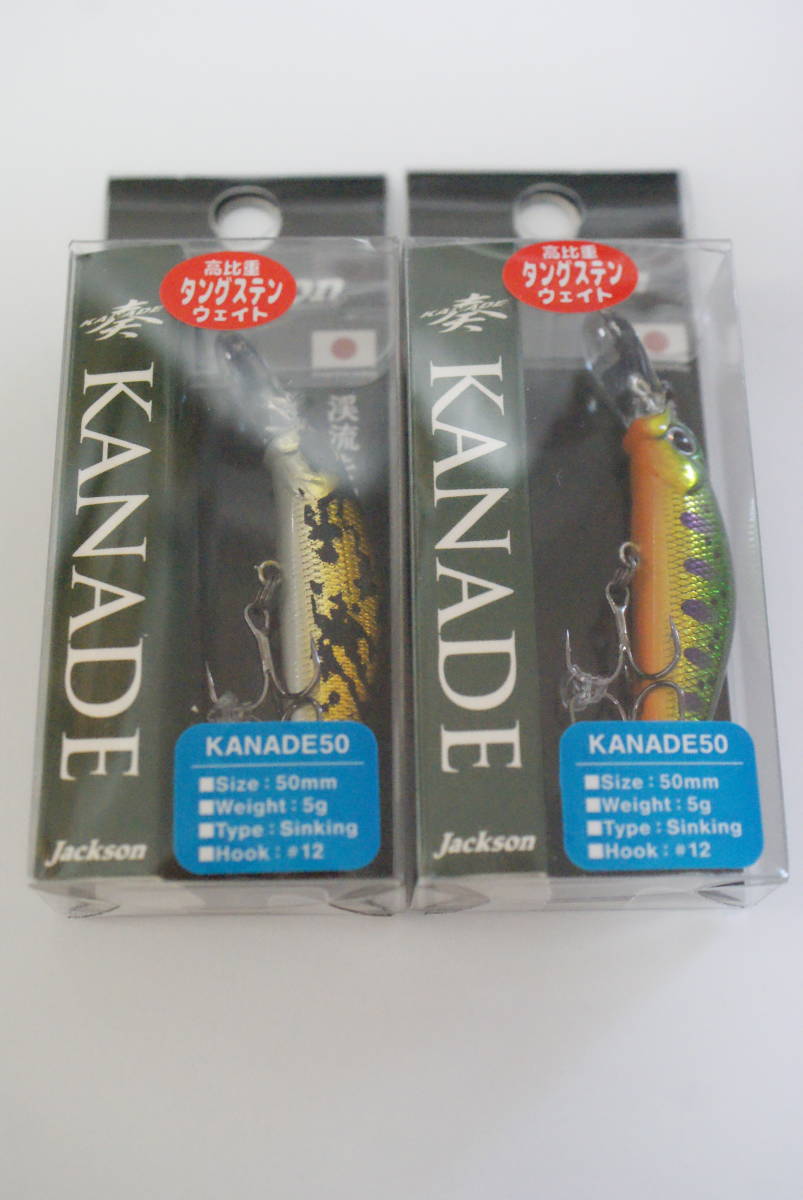 高比重
タングステン
ウェイト
on
奏
KANADE
KANADE
渓流
KANADE50
■Size : 50mm
■Weight : 5g
■Type : Sinking
■Hook : #12
Jackson
高比重
タングステン
ウェイト
奏
KANADE
KANADE
KANADE50
■Size : 50mm
■Weight : 5g
■Type : Sinking
■Hook : #12
Jackson